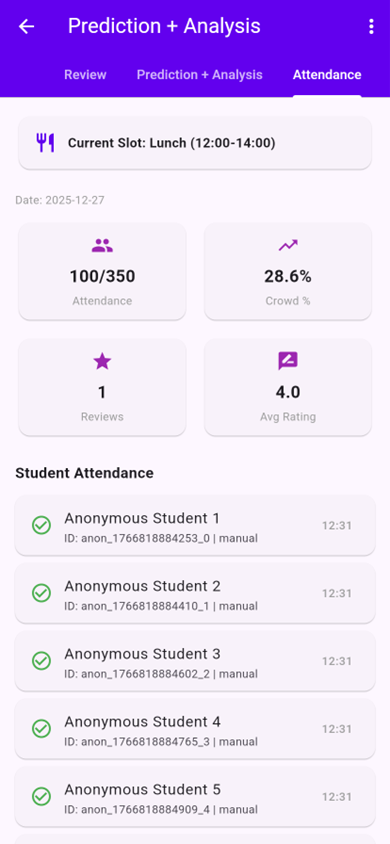 Prediction + Analysis
Review
Prediction + Analysis
Attendance
Current Slot: Lunch (12:00-14:00)
Date: 2025-12-27
100/350
Attendance
28.6%
Crowd %
1
Reviews
4.0
Avg Rating
Student Attendance
Anonymous Student 1
ID: anon_1766818884253_0 | manual
12:31
Anonymous Student 2
ID: anon_1766818884410_1 | manual
12:31
Anonymous Student 3
ID: anon_1766818884602_2 | manual
12:31
Anonymous Student 4
ID: anon_1766818884765_3 | manual
12:31
Anonymous Student 5
ID: anon_1766818884909_4 | manual
12:31